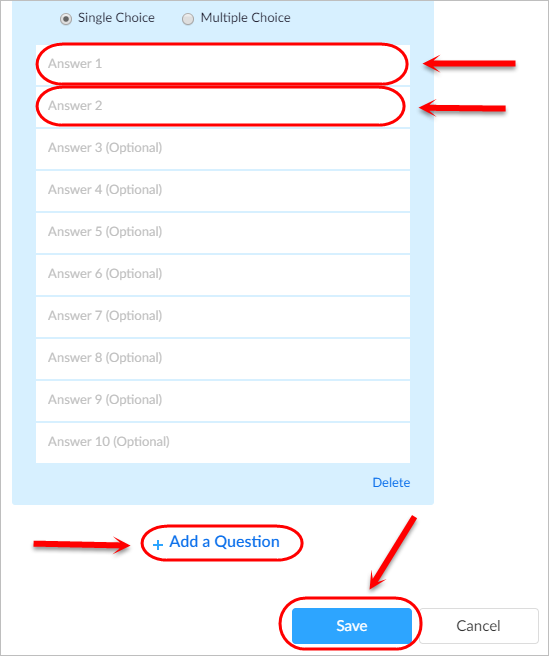 Single Choice Multiple Choice
Answer 1
Answer 2
Answer 3 (Optional)
Answer 4 (Optional)
Answer 5 (Optional)
Answer 6 (Optional)
Answer 7 (Optional)
Answer 8 (Optional)
Answer 9 (Optional)
Answer 10 (Optional)
Delete
+ Add a Question
Save Cancel